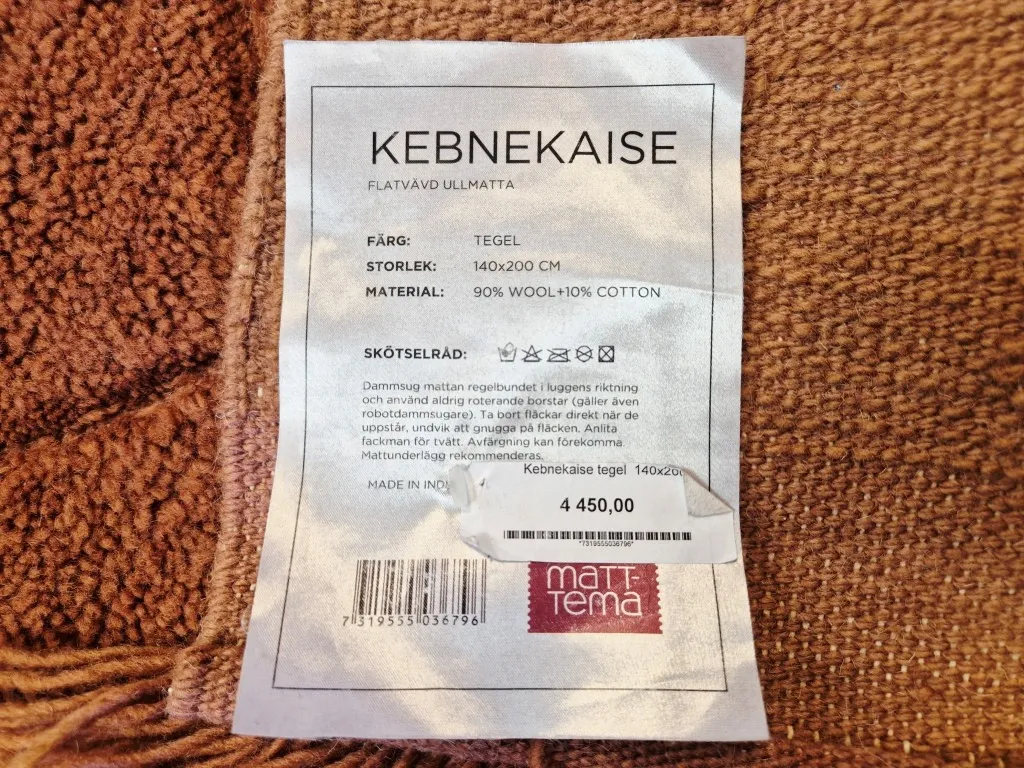 KEBNEKAISE
FLATVÄVD ULLMATTA
FÄRG: TEGEL
STORLEK: 140x200 CM
MATERIAL: 90% WOOL+10% COTTON
SKÖTSELRÅD:
Dammsug mattan regelbundet i luggens riktning
och använd aldrig roterande borstar (gäller även
robotdammsugare). Ta bort fläckar direkt när de
uppstår, undvik att gnugga på fläcken. Anlita
fackman för tvätt. Avfärgning kan förekomma.
Mattunderlägg rekommenderas.
Kebnekaise tegel 140x20
MADE IN
4 450,00
*7319555036796*
7 319555 036796
MATT-
TEMA